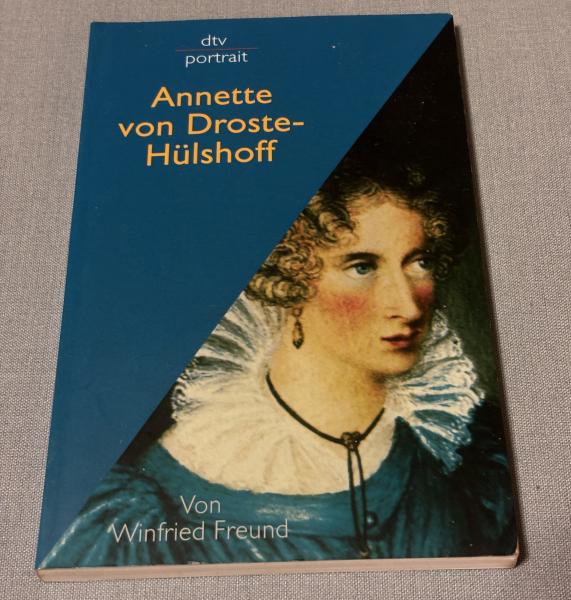 dtv
portrait
Annette
von Droste-
Hülshoff
Von
Winfried Freund